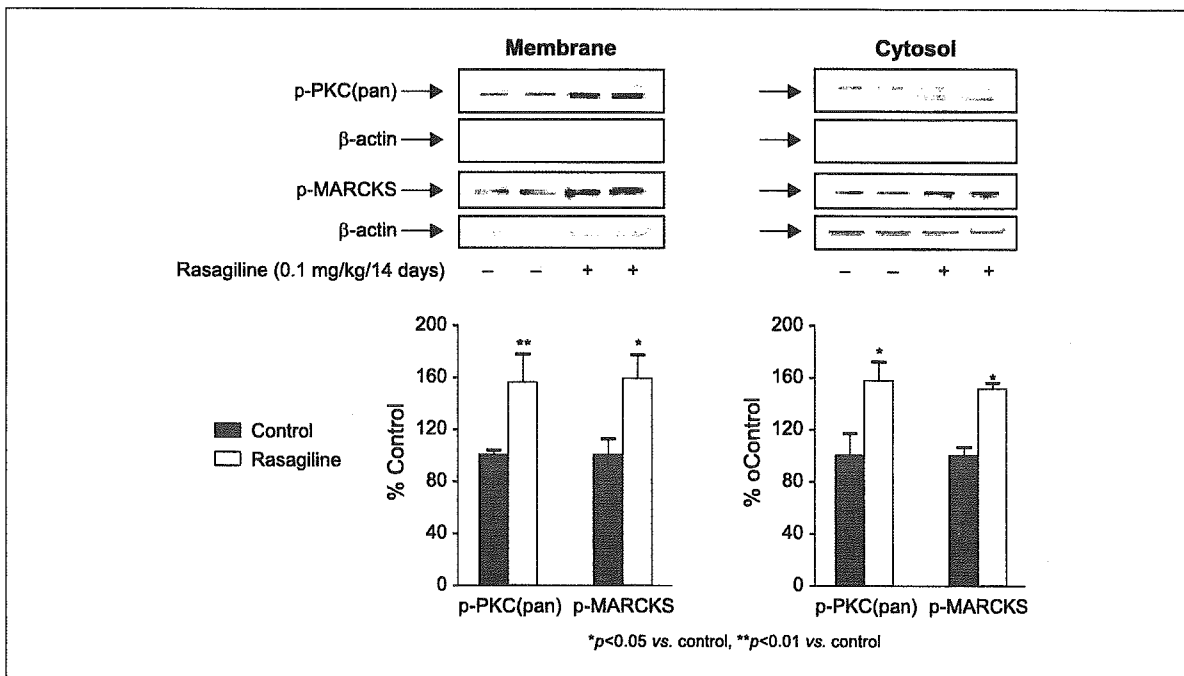 Membrane
Cytosol
p-PKC(pan)
β-actin
p-MARCKS
β-actin
Rasagiline (0.1 mg/kg/14 days)
– – + +
– – + +
200
160
120
80
40
0
% Control
** *
p-PKC(pan) p-MARCKS
Control
Rasagiline
200
160
120
80
40
0
% oControl
* *
p-PKC(pan) p-MARCKS
*p<0.05 vs. control, **p<0.01 vs. control